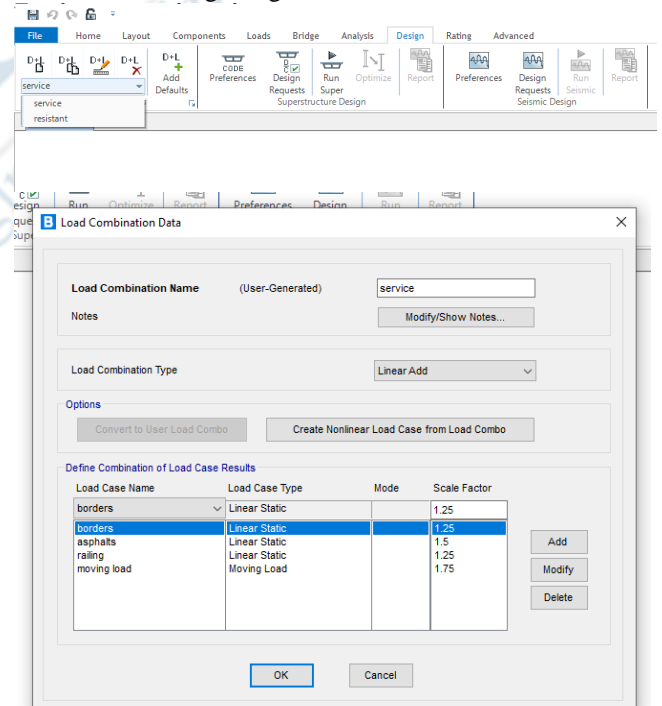 File Home Layout Components Loads Bridge Analysis Design Rating Advanced
D+L D+L D+L D+L D+L
service
Add Defaults
CODE Preferences
Design Requests
Run Super
Optimize
Report
Preferences
Design Requests
Run Seismic
Report
service
resistant
Superstructure Design
Seismic Design
Run Optimize Report Preferences Design Run Report
B Load Combination Data
Load Combination Name (User-Generated) service
Notes Modify/Show Notes...
Load Combination Type Linear Add
Options
Convert to User Load Combo Create Nonlinear Load Case from Load Combo
Define Combination of Load Case Results
Load Case Name Load Case Type Mode Scale Factor
borders Linear Static 1.25
borders Linear Static 1.25
asphalts Linear Static 1.5
railing Linear Static 1.25
moving load Moving Load 1.75
Add
Modify
Delete
OK Cancel